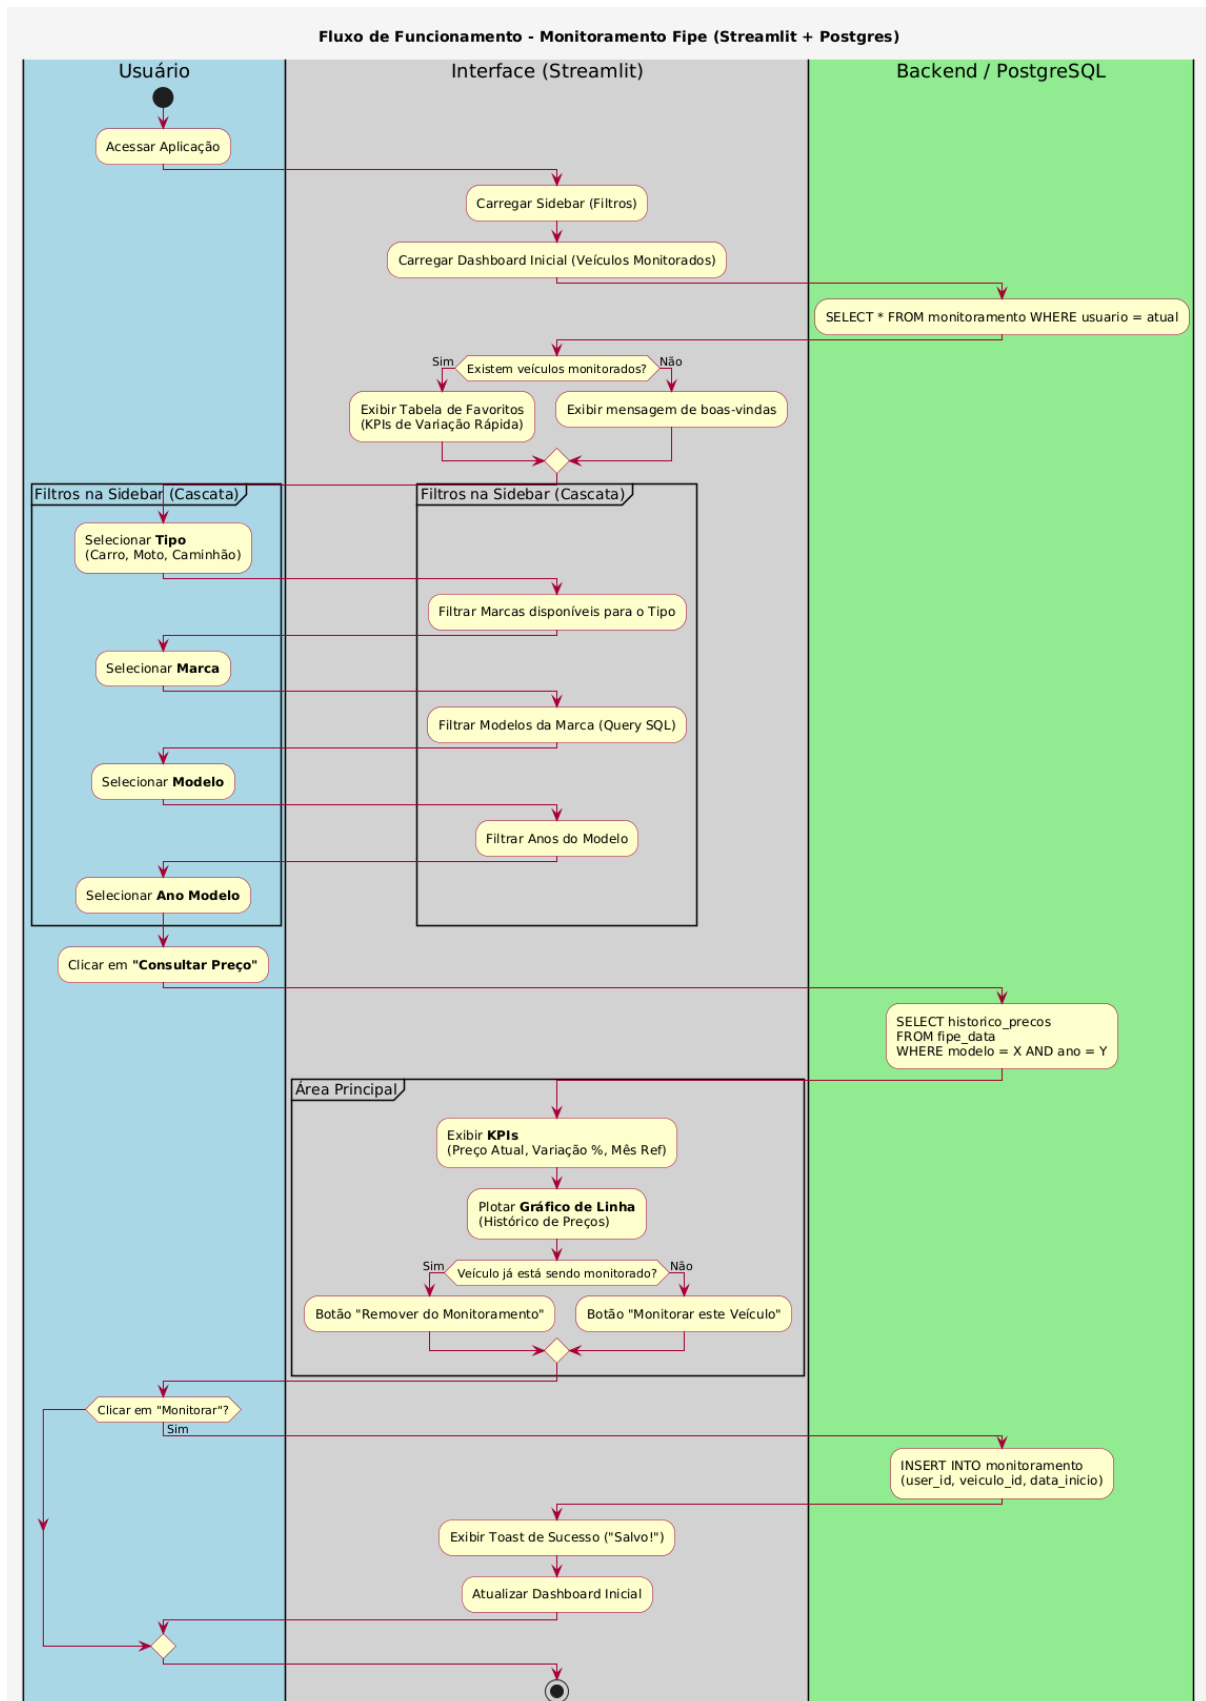 Fluxo de Funcionamento - Monitoramento Fipe (Streamlit + Postgres)
Usuário
Interface (Streamlit)
Backend / PostgreSQL
Acessar Aplicação
Carregar Sidebar (Filtros)
Carregar Dashboard Inicial (Veículos Monitorados)
SELECT * FROM monitoramento WHERE usuario = atual
Existem veículos monitorados?
Sim
Não
Exibir Tabela de Favoritos
(KPIs de Variação Rápida)
Exibir mensagem de boas-vindas
Filtros na Sidebar (Cascata)
Filtros na Sidebar (Cascata)
Selecionar Tipo
(Carro, Moto, Caminhão)
Filtrar Marcas disponíveis para o Tipo
Selecionar Marca
Filtrar Modelos da Marca (Query SQL)
Selecionar Modelo
Filtrar Anos do Modelo
Selecionar Ano Modelo
Clicar em "Consultar Preço"
SELECT historico_precos
FROM fipe_data
WHERE modelo = X AND ano = Y
Área Principal
Exibir KPIs
(Preço Atual, Variação %, Mês Ref)
Plotar Gráfico de Linha
(Histórico de Preços)
Sim
Veículo já está sendo monitorado?
Não
Botão "Remover do Monitoramento"
Botão "Monitorar este Veículo"
Clicar em "Monitorar"?
Sim
INSERT INTO monitoramento
(user_id, veiculo_id, data_inicio)
Exibir Toast de Sucesso ("Salvo!")
Atualizar Dashboard Inicial